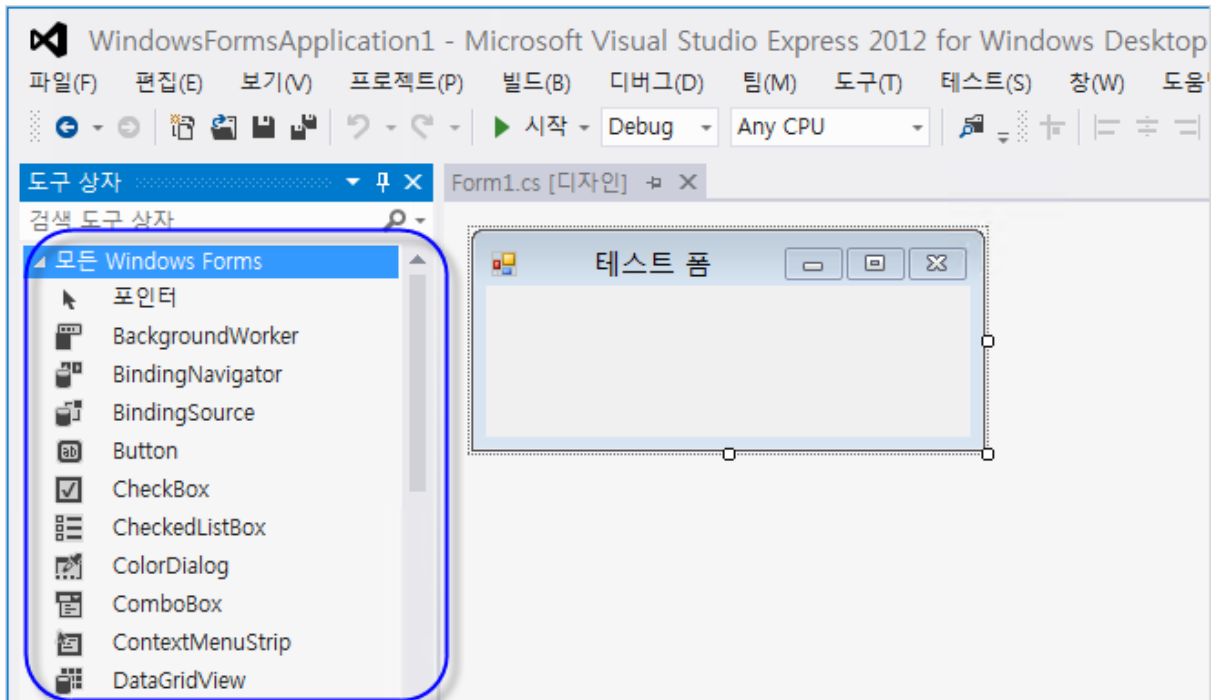 WindowsFormsApplication1 - Microsoft Visual Studio Express 2012 for Windows Desktop
파일(F) 편집(E) 보기(V) 프로젝트(P) 빌드(B) 디버그(D) 팀(M) 도구(T) 테스트(S) 창(W) 도움
시작 Debug Any CPU
도구 상자
Form1.cs [디자인]
검색 도구 상자
모든 Windows Forms
포인터
BackgroundWorker
BindingNavigator
BindingSource
Button
CheckBox
CheckedListBox
ColorDialog
ComboBox
ContextMenuStrip
DataGridView
테스트 폼